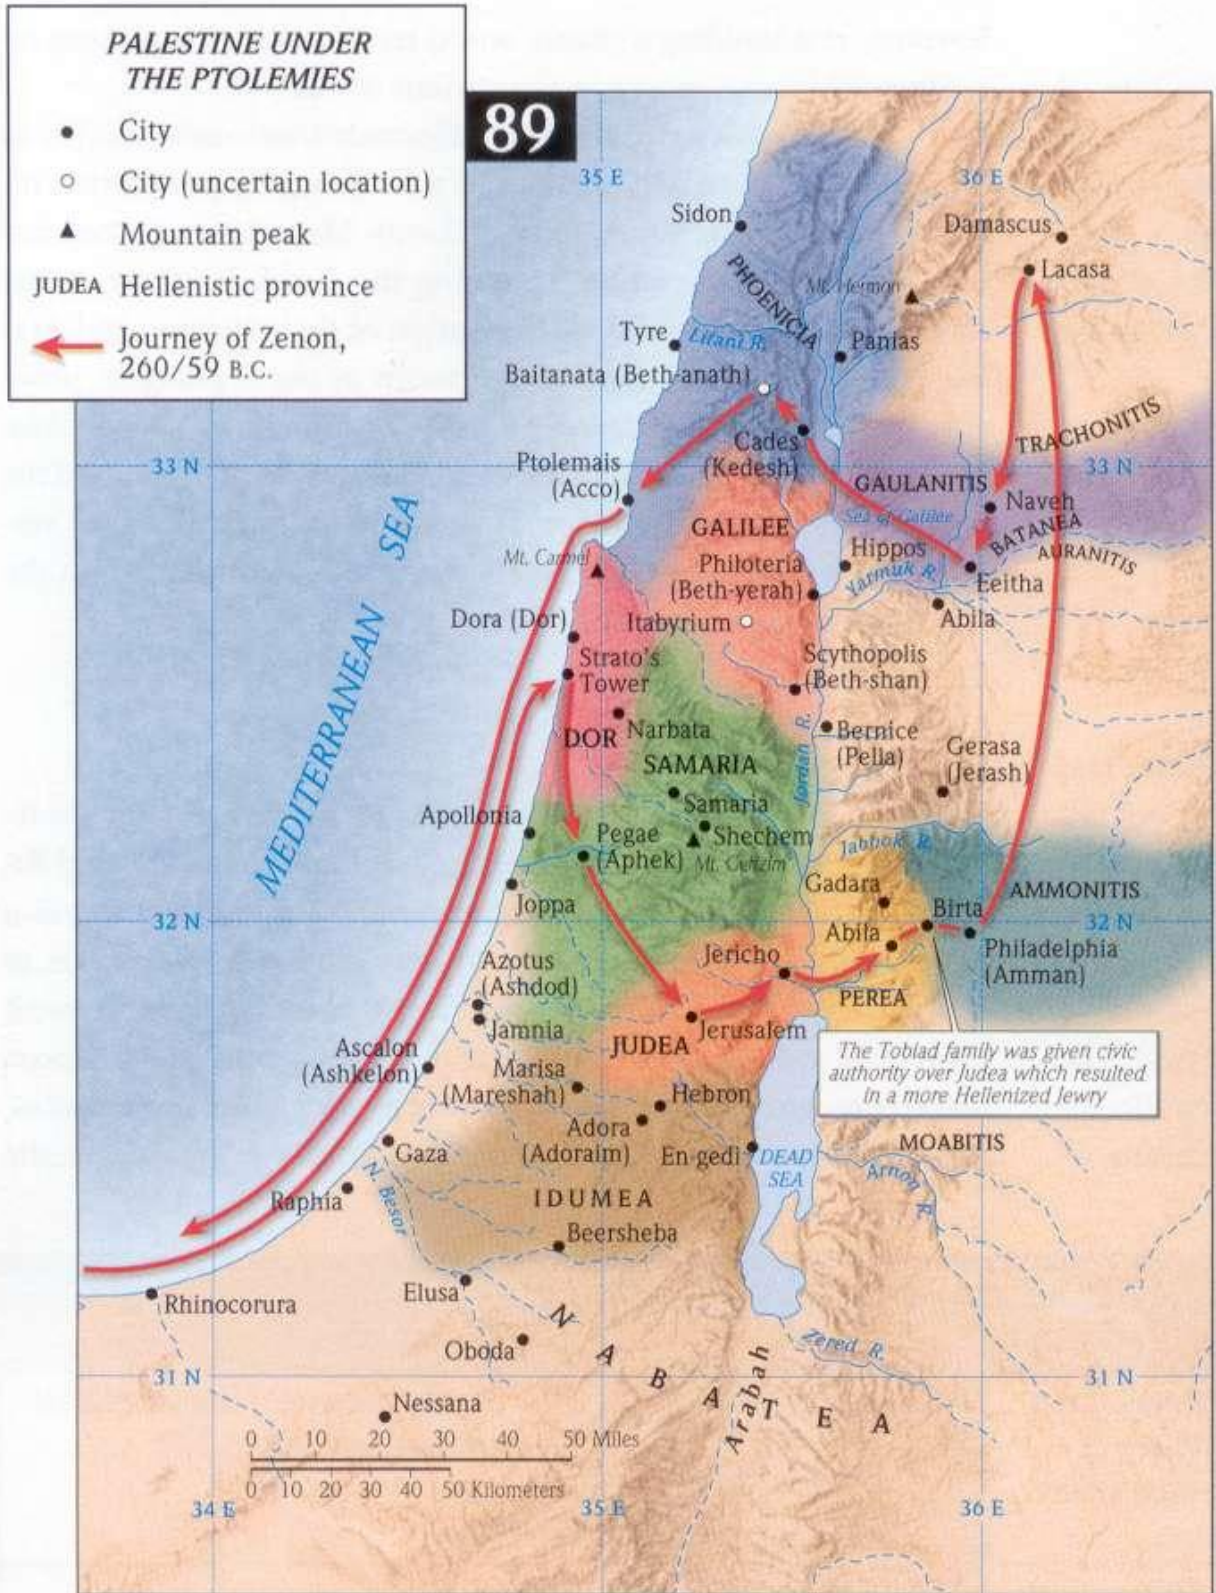 PALESTINE UNDER
THE PTOLEMIES
City
City (uncertain location)
Mountain peak
JUDEA Hellenistic province
Journey of Zenon,
260/59 B.C.
89
35 E
36 E
Sidon
Damascus
Lacasa
PHOENICIA
Mt. Hermon
Tyre
Litani R.
Panias
Baitanata (Beth-anath)
TRACHONITIS
Cades
(Kedesh)
33 N
33 N
Ptolemais
(Acco)
GAULANITIS
Naveh
GALILEE
Sea of Galilee
BATANEA
Mt. Carmel
Hippos
AURANITIS
Philoteria
(Beth-yerah)
Yarmuk R.
Eeitha
MEDITERRANEAN SEA
Dora (Dor)
Itabyrium
Abila
Strato's
Tower
Scythopolis
(Beth-shan)
Narbata
DOR
Jordan R.
Bernice
(Pella)
Gerasa
(Jerash)
SAMARIA
Samaria
Apollonia
Pegae
(Aphek)
Shechem
Mt. Gerizim
Jabbok R.
Gadara
AMMONITIS
Joppa
Birta
32 N
32 N
Abila
Philadelphia
(Amman)
Jericho
Azotus
(Ashdod)
PEREA
Jamnia
Jerusalem
JUDEA
Ascalon
(Ashkelon)
Marisa
(Mareshah)
The Tobiad family was given civic
authority over Judea which resulted
in a more Hellenized Jewry
Hebron
Adora
(Adoraim)
En-gedi
DEAD
SEA
MOABITIS
Gaza
Arnon R.
N. Besor
Raphia
IDUMEA
Beersheba
Elusa
Rhinocorura
NABATEA
Oboda
Zered R.
Arabah
31 N
31 N
Nessana
0 10 20 30 40 50 Miles
0 10 20 30 40 50 Kilometers
34 E
35 E
36 E